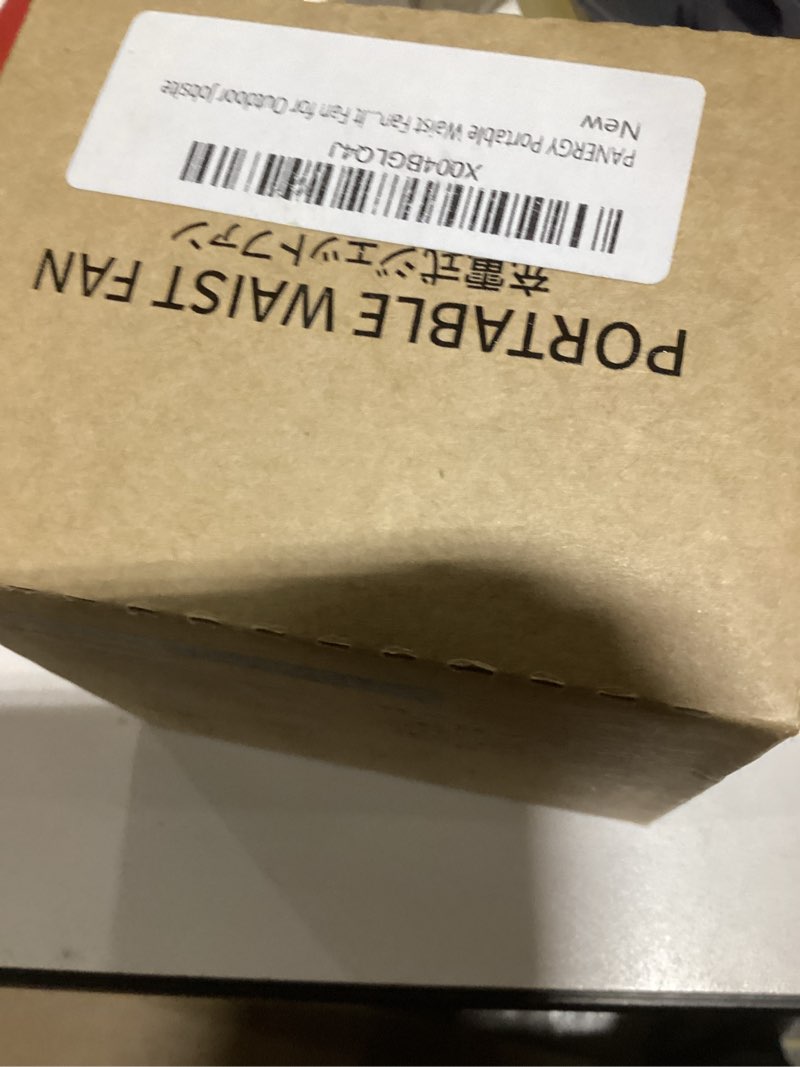 PORTABLE WAIST FAN
充電式ジェットファン
X004BGLQ4J
PANERGY Portable Waist Fan...lt Fan for Outdoor Jobsite
New